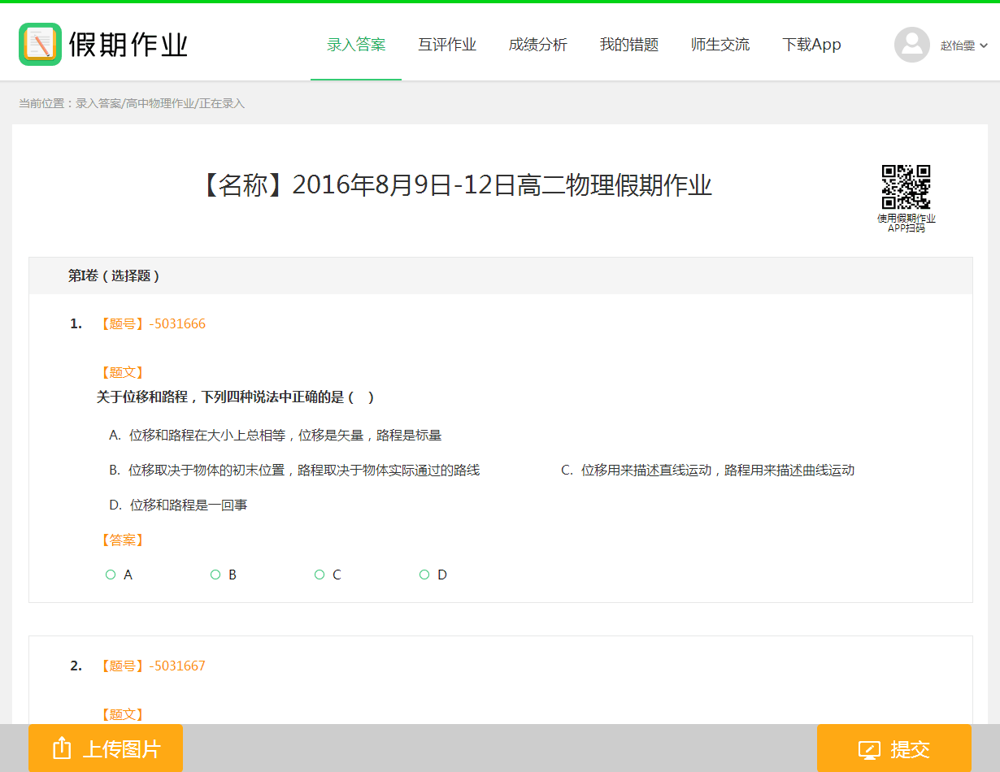 假期作业
录入答案 互评作业 成绩分析 我的错题 师生交流 下载App 赵怡雯
当前位置：录入答案/高中物理作业/正在录入
【名称】2016年8月9日-12日高二物理假期作业
使用假期作业
APP扫码
第I卷（选择题）
1. 【题号】-5031666
【题文】
关于位移和路程，下列四种说法中正确的是（ ）
A. 位移和路程在大小上总相等，位移是矢量，路程是标量
B. 位移取决于物体的初末位置，路程取决于物体实际通过的路线 C. 位移用来描述直线运动，路程用来描述曲线运动
D. 位移和路程是一回事
【答案】
A B C D
2. 【题号】-5031667
【题文】
上传图片 提交